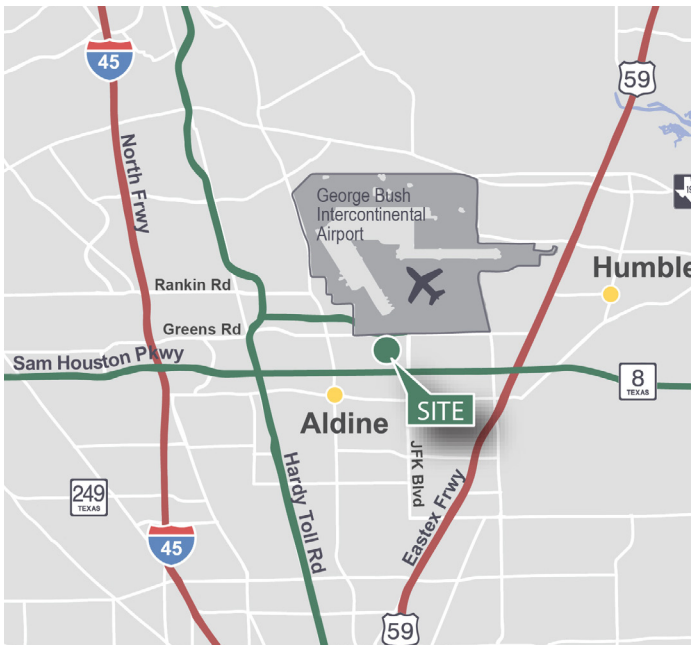 45
59
North Frwy
George Bush
Intercontinental
Airport
19
Humble
Rankin Rd
Greens Rd
Sam Houston Pkwy
8
TEXAS
SITE
Aldine
JFK Blvd
Eastex Frwy
Hardy Toll Rd
249
TEXAS
45
59